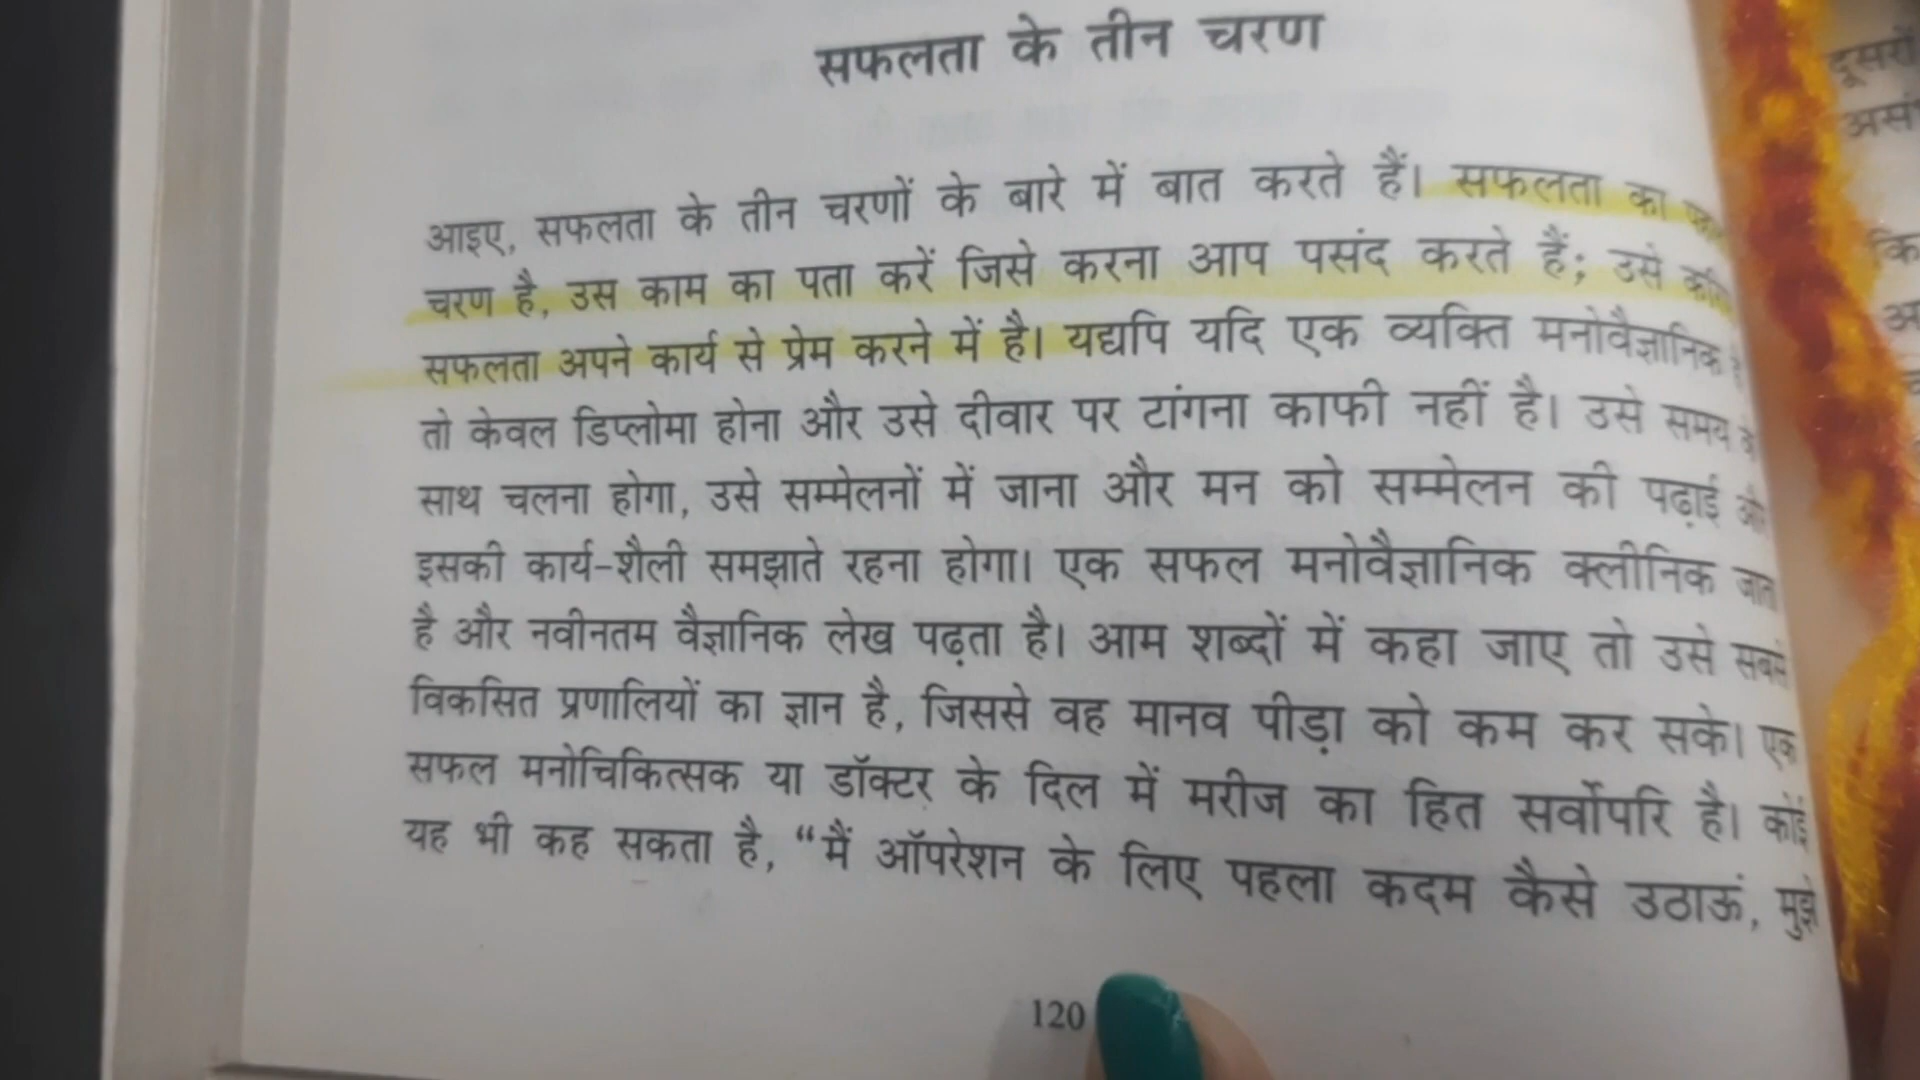 सफलता के तीन चरण
आइए, सफलता के तीन चरणों के बारे में बात करते हैं। सफलता का
चरण है, उस काम का पता करें जिसे करना आप पसंद करते हैं; उसे
सफलता अपने कार्य से प्रेम करने में है। यद्यपि यदि एक व्यक्ति मनोवैज्ञानिक
तो केवल डिप्लोमा होना और उसे दीवार पर टांगना काफी नहीं है। उसे समय के
साथ चलना होगा, उसे सम्मेलनों में जाना और मन को सम्मेलन की पढ़ाई
इसकी कार्य-शैली समझाते रहना होगा। एक सफल मनोवैज्ञानिक क्लीनिक जाता
है और नवीनतम वैज्ञानिक लेख पढ़ता है। आम शब्दों में कहा जाए तो उसे सबसे
विकसित प्रणालियों का ज्ञान है, जिससे वह मानव पीड़ा को कम कर सके। एक
सफल मनोचिकित्सक या डॉक्टर के दिल में मरीज का हित सर्वोपरि है। कोई
यह भी कह सकता है, “मैं ऑपरेशन के लिए पहला कदम कैसे उठाऊं, मुझे
120